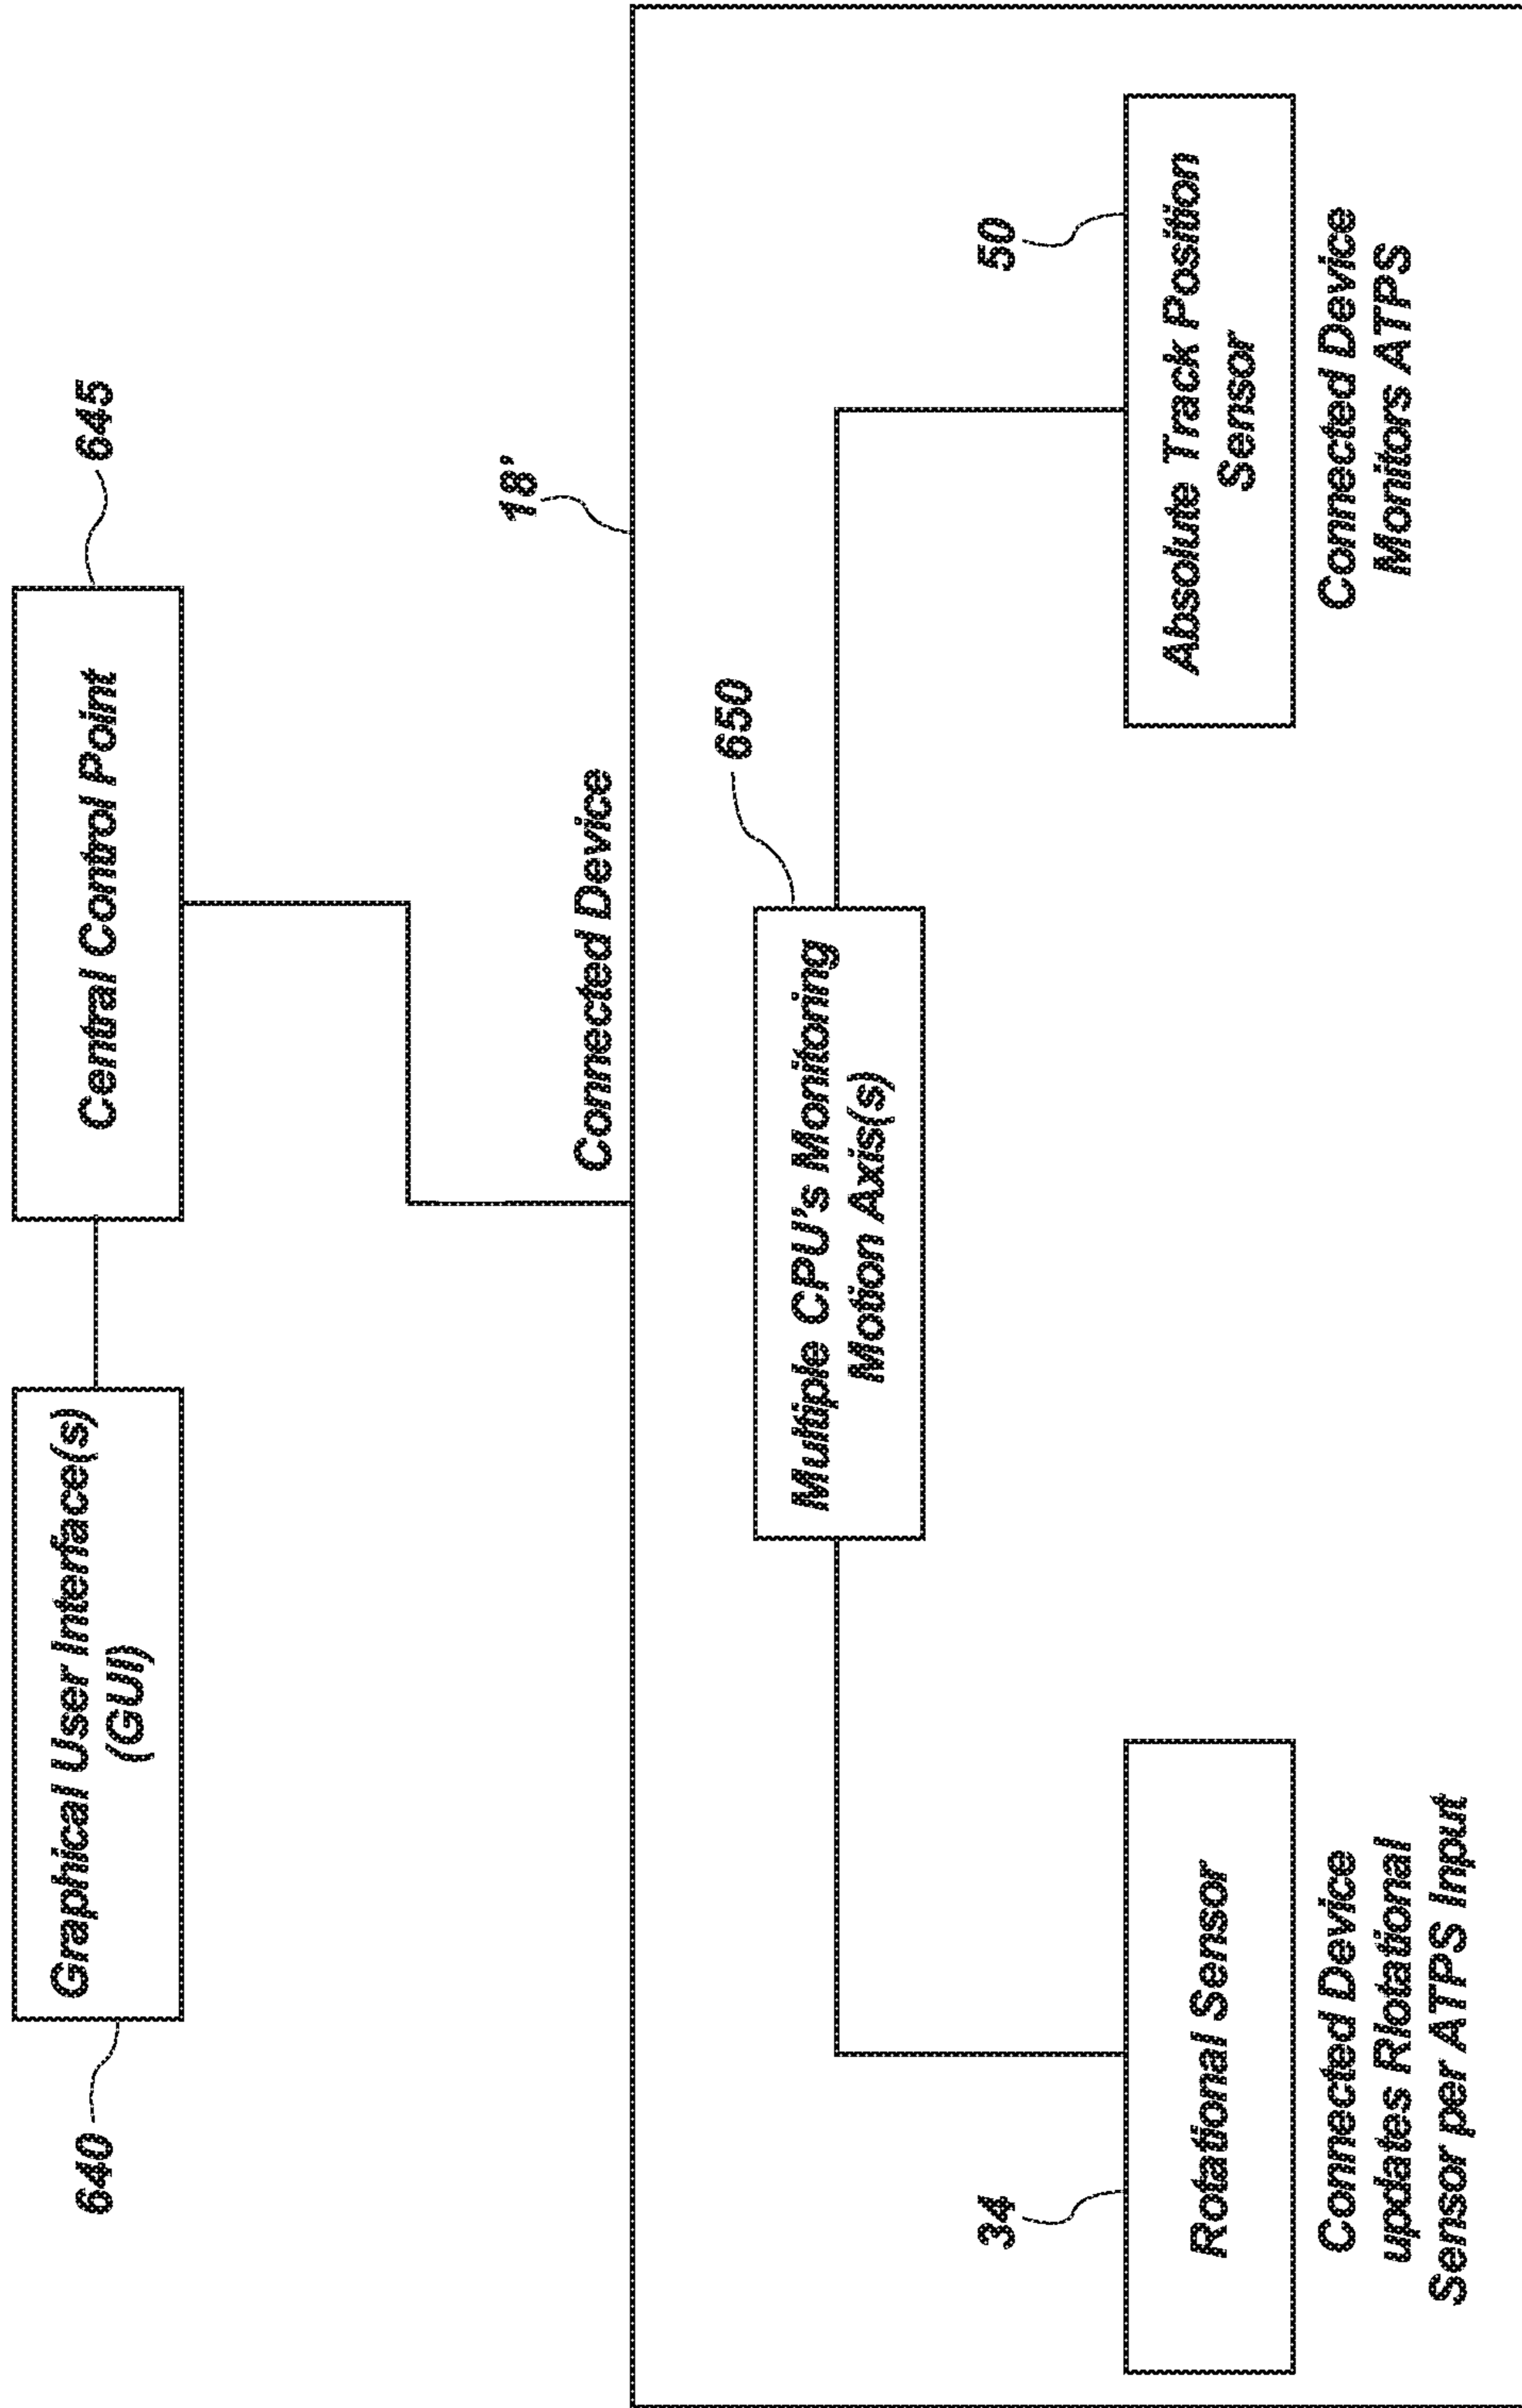 640
Graphical User Interface(s)
(GUI)
Central Control Point
645
Connected Device
18'
Multiple CPU's Monitoring
Motion Axis(s)
650
34
Rotational Sensor
Connected Device
updates Rlotational
Sensor per ATPS Input
50
Absolute Track Position
Sensor
Connected Device
Monitors ATPS